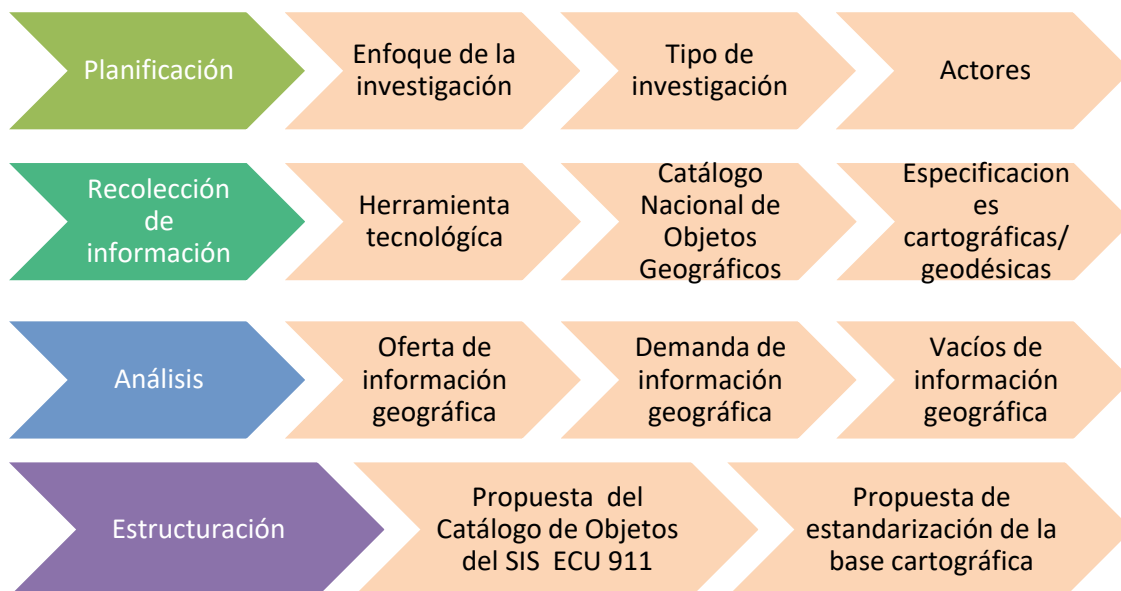 Planificación
Enfoque de la
investigación
Tipo de
investigación
Actores
Recolección
de
información
Herramienta
tecnológíca
Catálogo
Nacional de
Objetos
Geográficos
Especificacion
es
cartográficas/
geodésicas
Análisis
Oferta de
información
geográfica
Demanda de
información
geográfica
Vacíos de
información
geográfica
Estructuración
Propuesta del
Catálogo de Objetos
del SIS ECU 911
Propuesta de
estandarización de la
base cartográfica